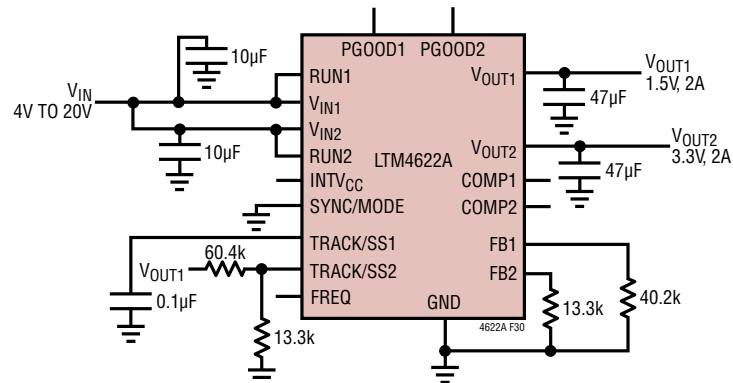 PGOOD1 PGOOD2
10µF
RUN1
V_OUT1
V_OUT1
1.5V, 2A
V_IN
4V TO 20V
V_IN1
47µF
V_IN2
10µF
RUN2
LTM4622A
V_OUT2
V_OUT2
3.3V, 2A
INTV_CC
COMP1
47µF
SYNC/MODE
COMP2
TRACK/SS1
FB1
V_OUT1
60.4k
TRACK/SS2
FB2
0.1µF
FREQ
GND
13.3k
40.2k
13.3k
4622A F30